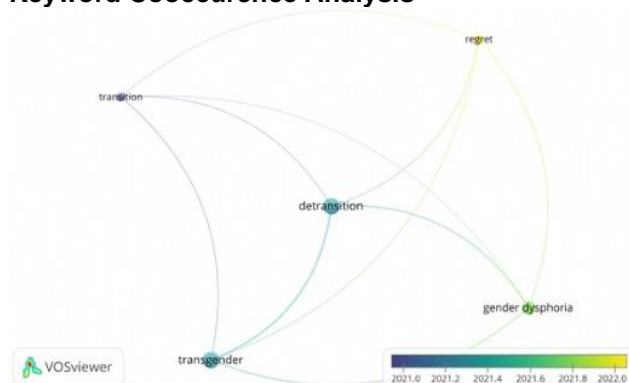 Keyword Cooccurence Analysis
regret
transition
detransition
gender dysphoria
transgender
VOSviewer
2021.0 2021.2 2021.4 2021.6 2021.8 2022.0